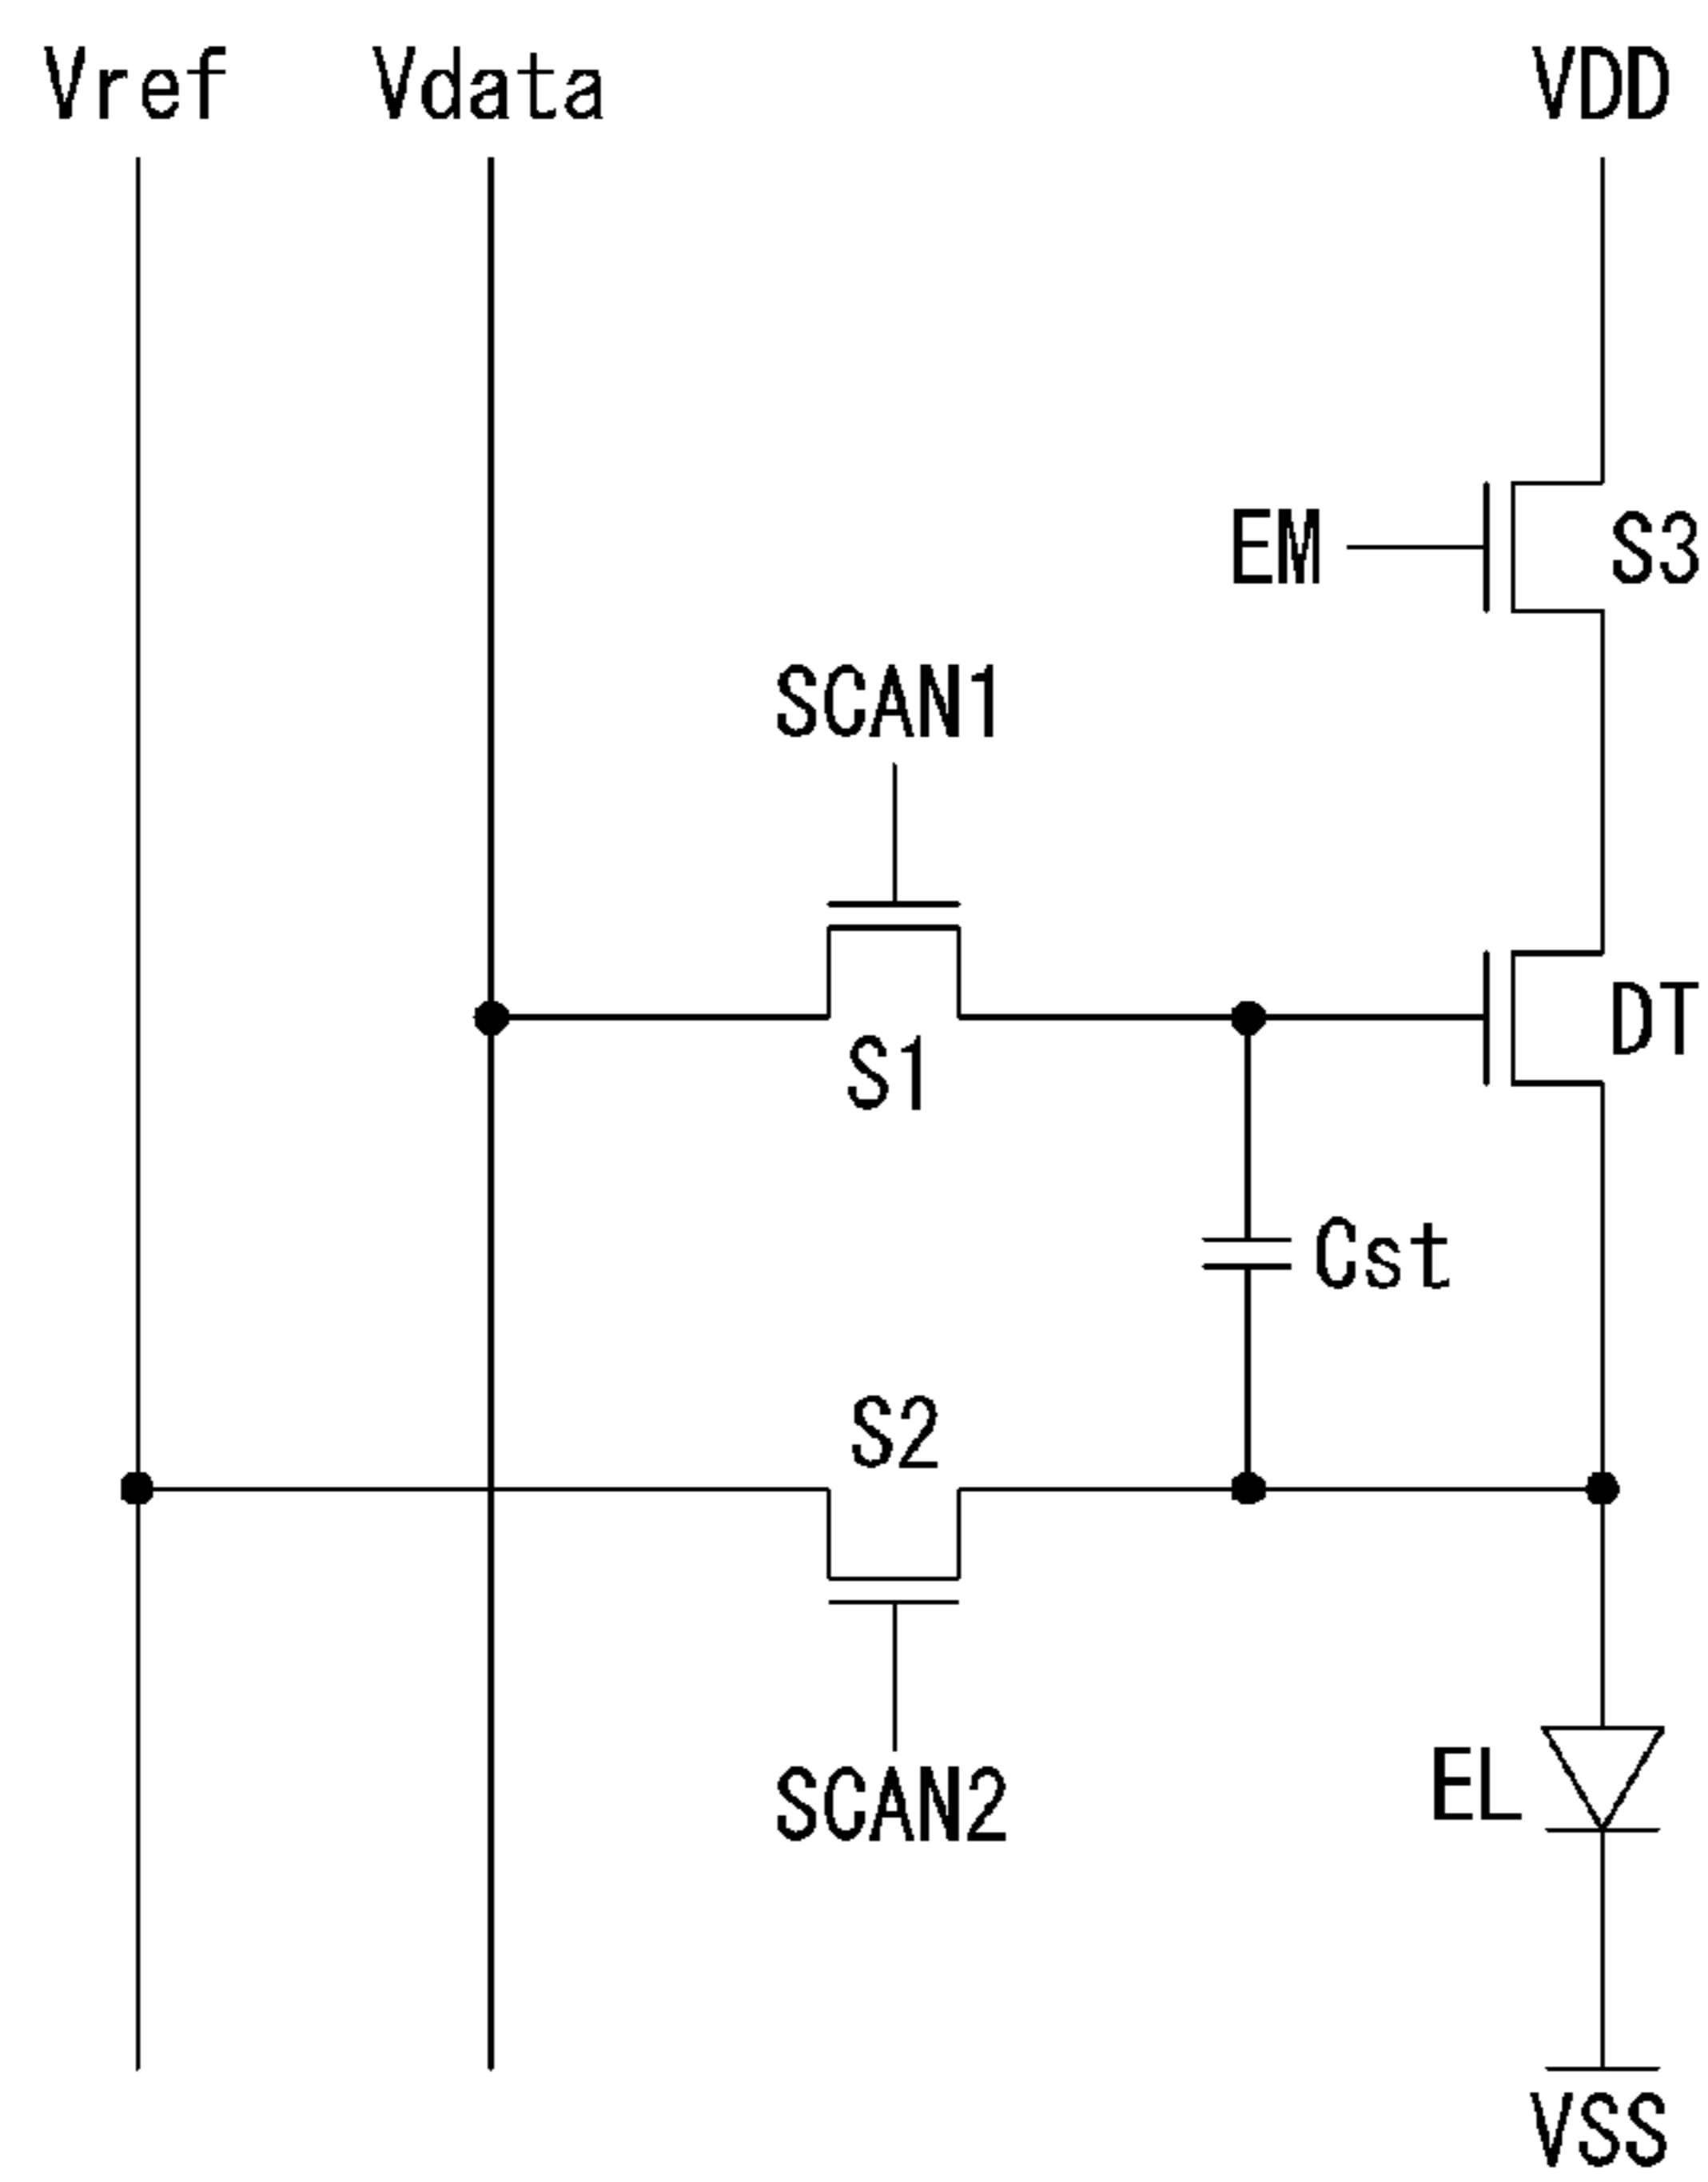 Vref Vdata VDD
EM S3
SCAN1
S1
DT
Cst
S2
SCAN2
EL
VSS